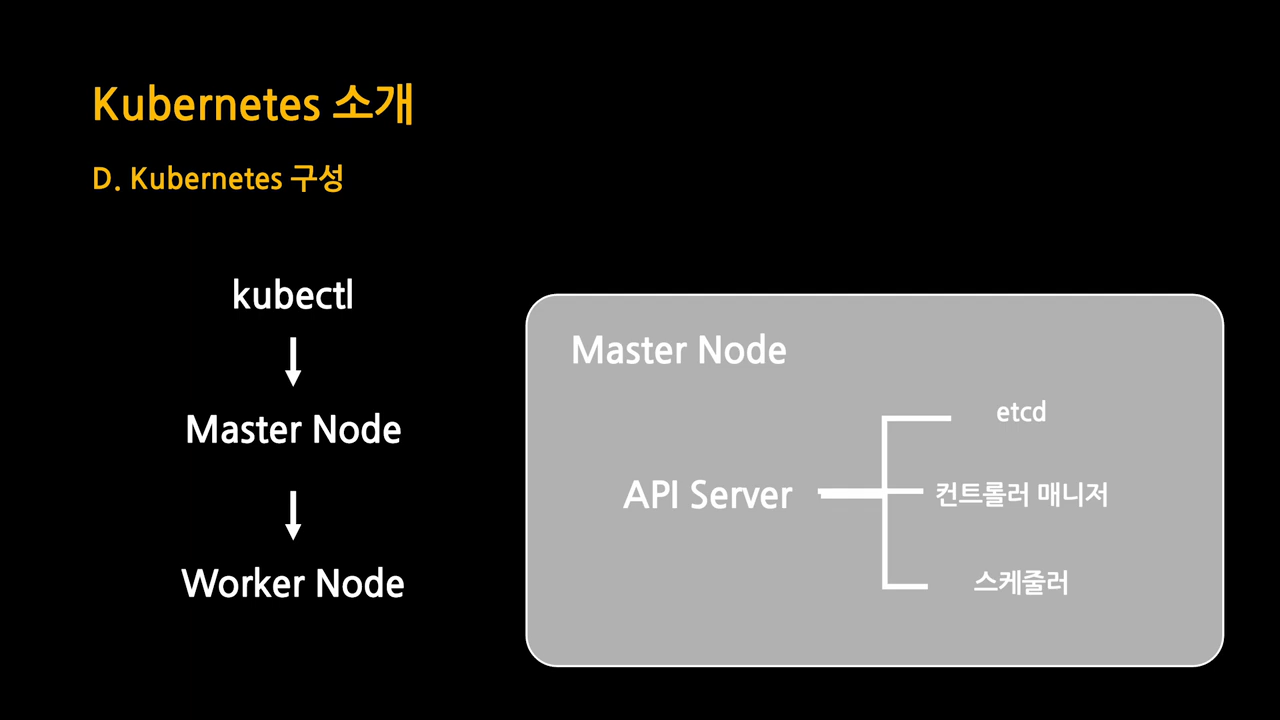 Kubernetes 소개
D. Kubernetes 구성
kubectl
Master Node
Worker Node
Master Node
API Server
etcd
컨트롤러 매니저
스케줄러